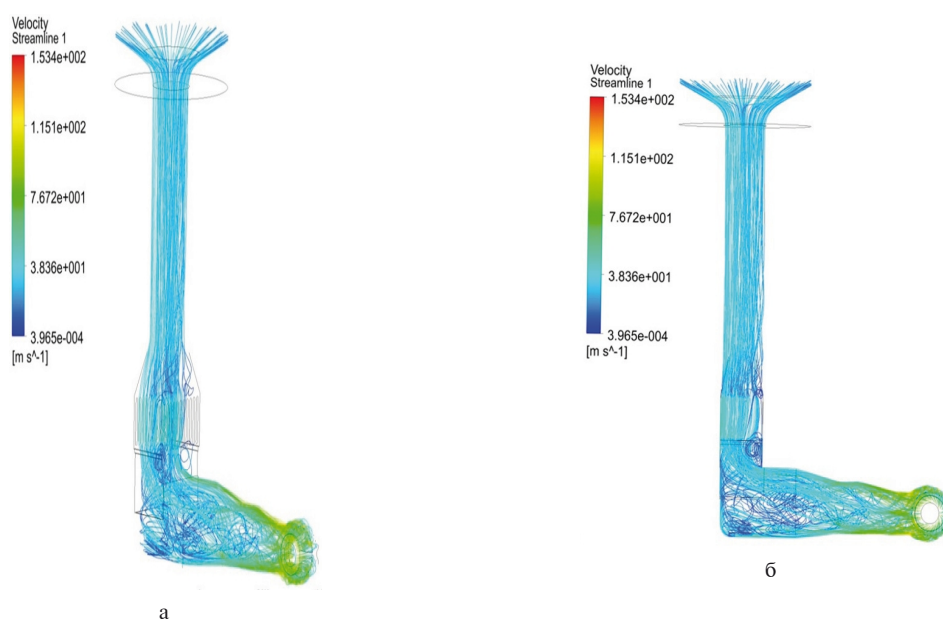 Velocity
Streamline 1
1.534e+002
1.151e+002
7.672e+001
3.836e+001
3.965e-004
[m s^-1]
а
Velocity
Streamline 1
1.534e+002
1.151e+002
7.672e+001
3.836e+001
3.965e-004
[m s^-1]
б